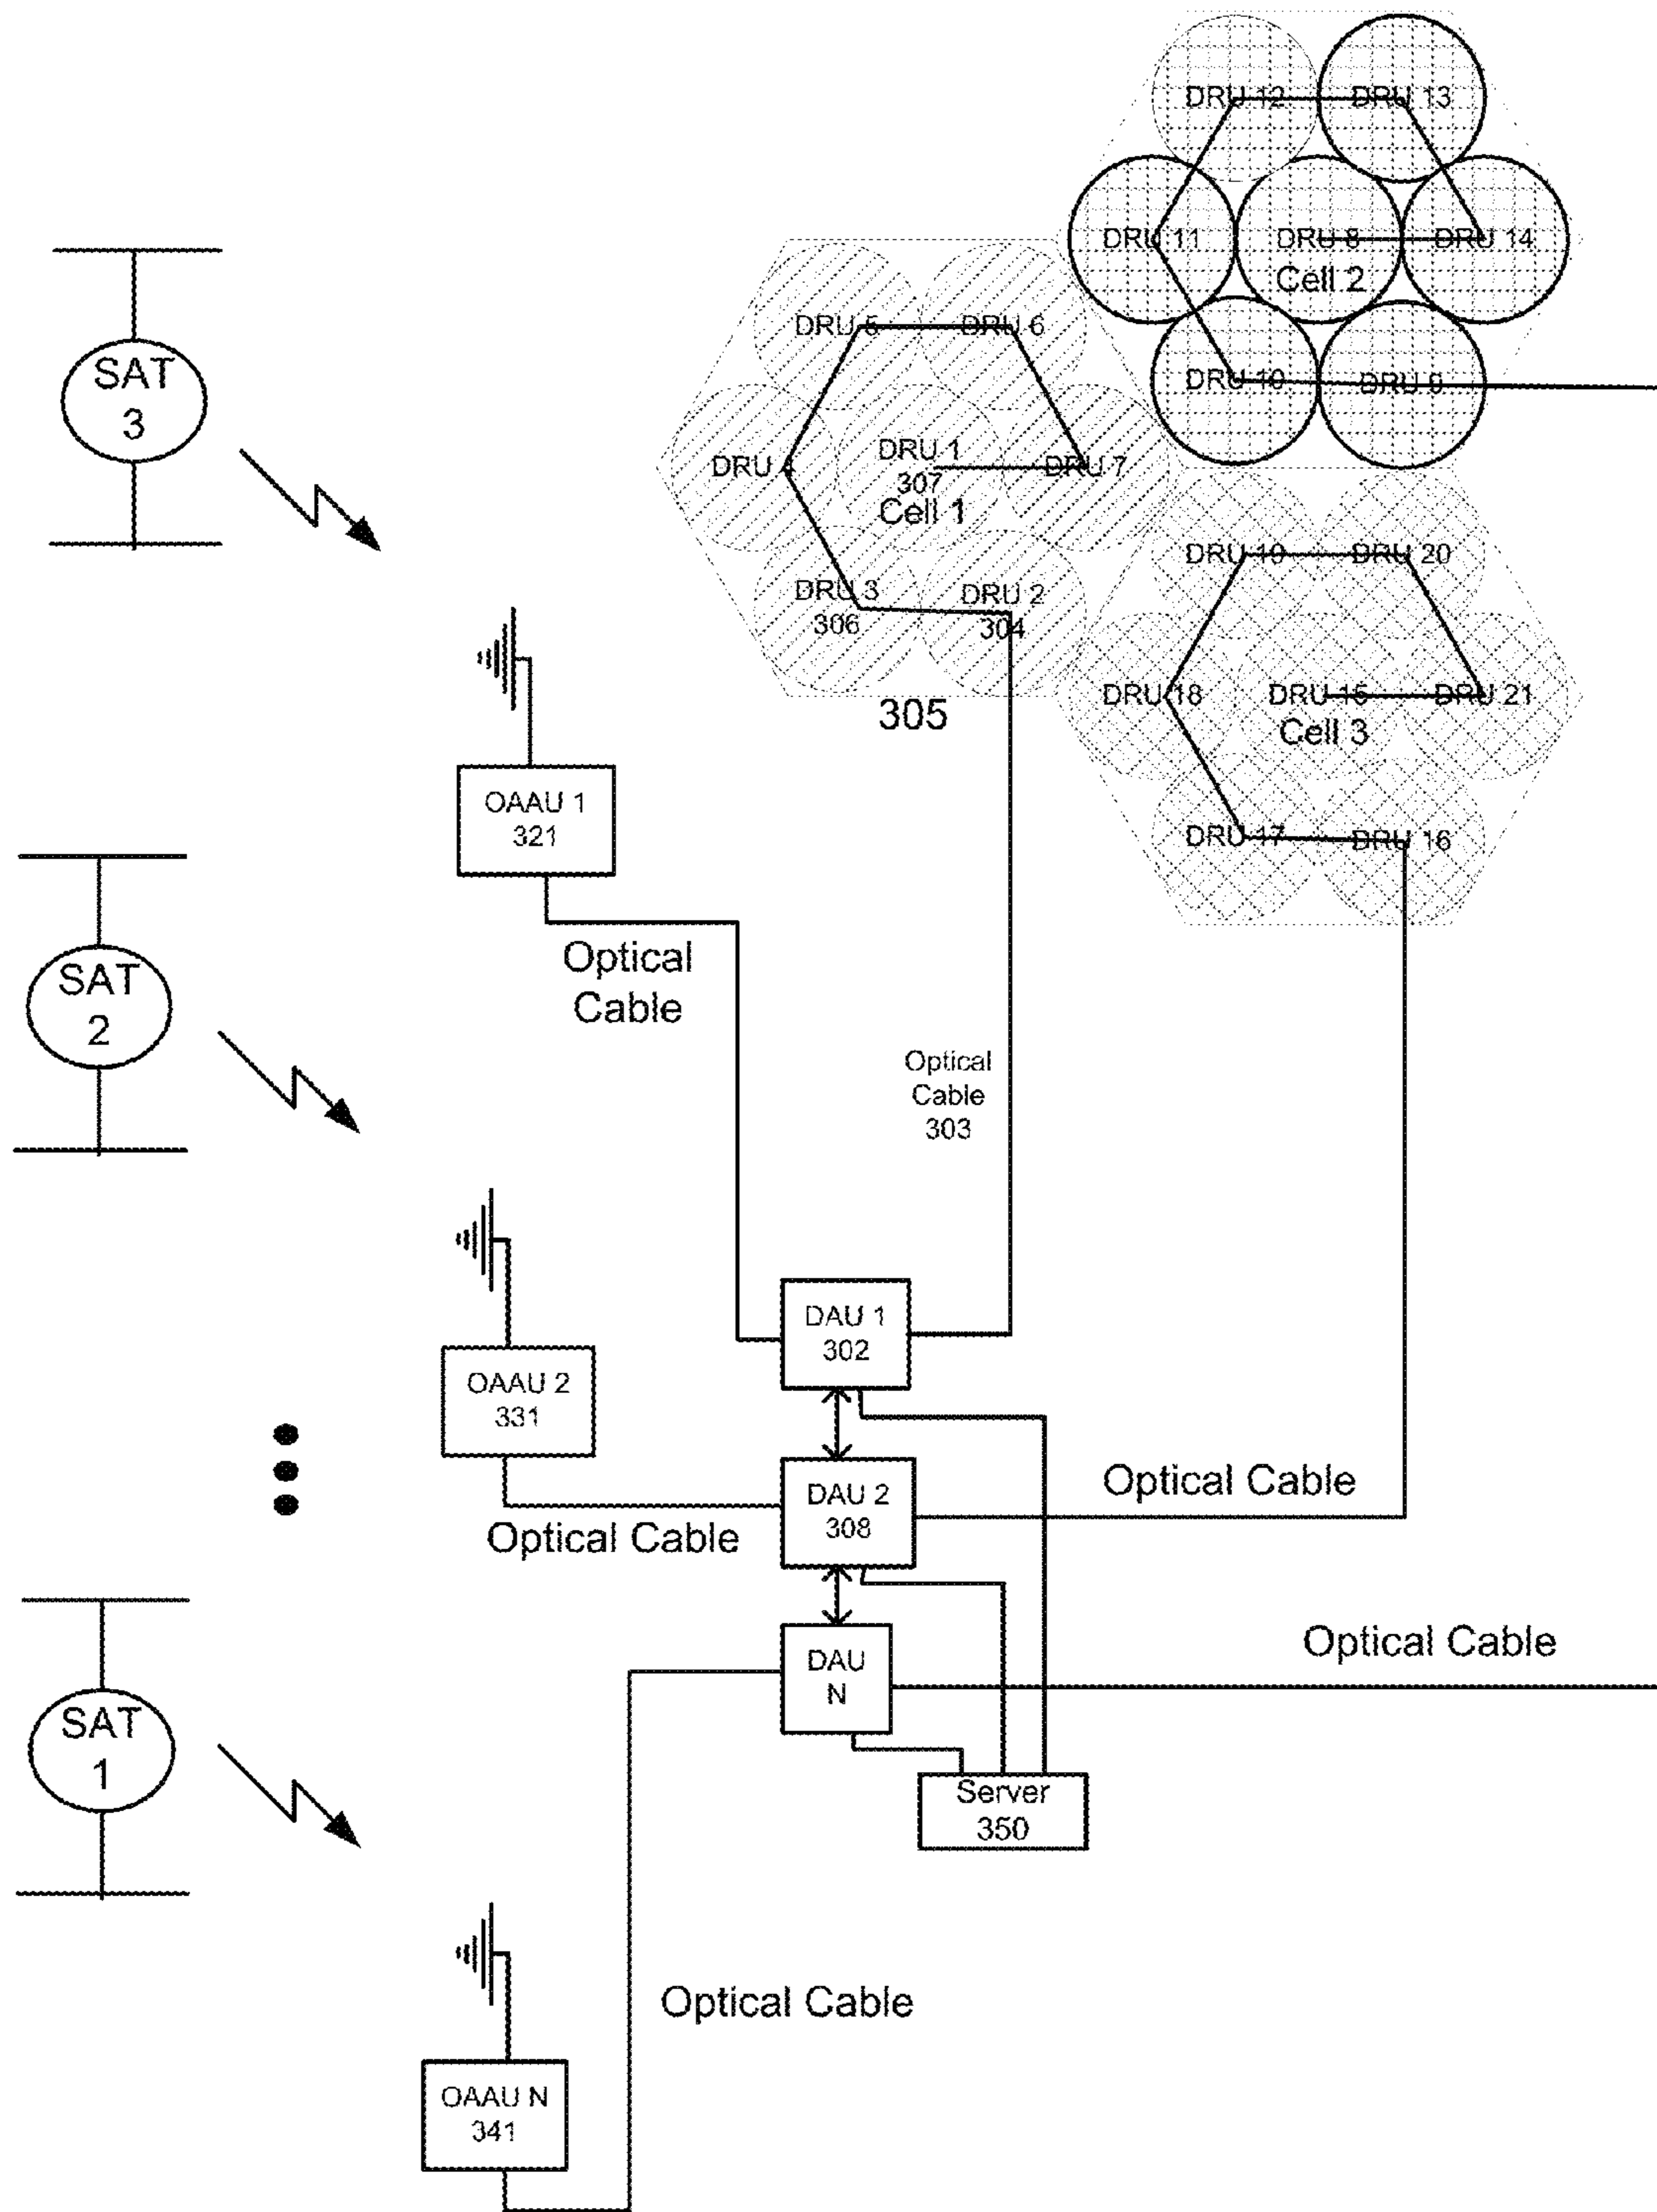 DRU 12
DRU 13
DRU 11
DRU 8
DRU 14
Cell 2
DRU 10
DRU 9
DRU 5
DRU 6
DRU 4
DRU 1
307
DRU 7
Cell 1
DRU 3
306
DRU 2
304
305
DRU 19
DRU 20
DRU 18
DRU 15
DRU 21
Cell 3
DRU 17
DRU 16
SAT
3
OAAU 1
321
Optical
Cable
SAT
2
Optical
Cable
303
DAU 1
302
OAAU 2
331
Optical Cable
DAU 2
308
Optical Cable
Optical Cable
DAU
N
SAT
1
Server
350
Optical Cable
OAAU N
341